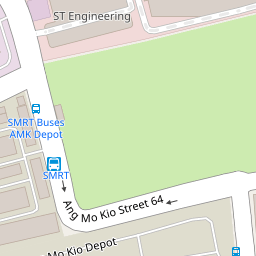 ST Engineering
SMRT Buses
AMK Depot
SMRT
Ang Mo Kio Street 64
Mo Kio Depot